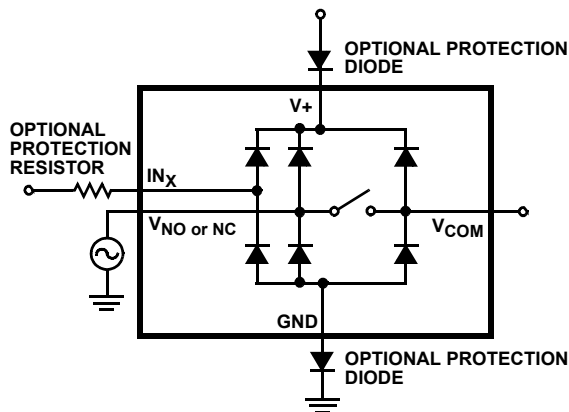 OPTIONAL PROTECTION
DIODE
V+
OPTIONAL
PROTECTION
RESISTOR
INX
VNO or NC
VCOM
GND
OPTIONAL PROTECTION
DIODE